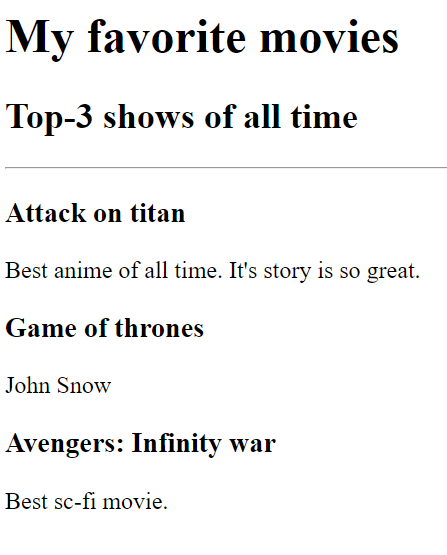 My favorite movies
Top-3 shows of all time
Attack on titan
Best anime of all time. It's story is so great.
Game of thrones
John Snow
Avengers: Infinity war
Best sc-fi movie.